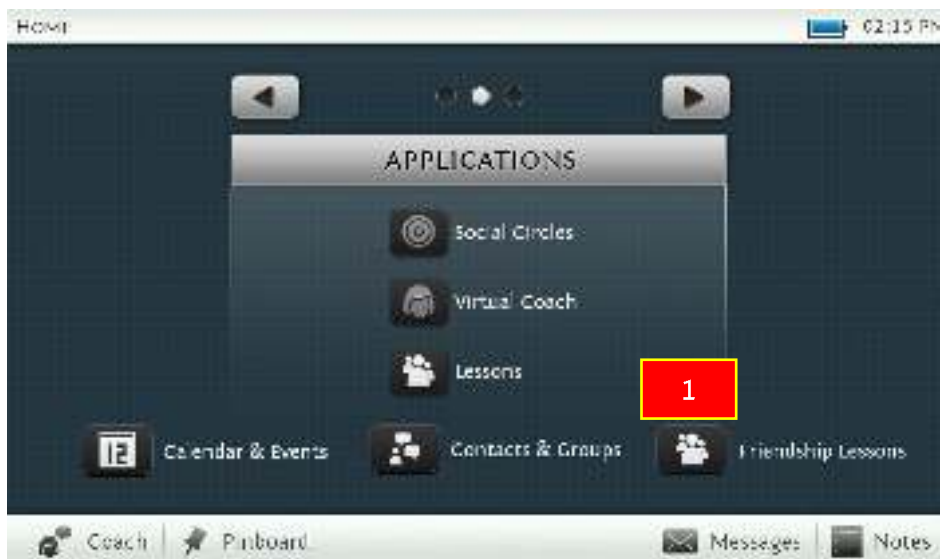 HOME 02:15 PM
APPLICATIONS
Social Circles
Virtual Coach
Lessons
1
12 Calendar & Events Contacts & Groups Friendship Lessons
Coach Pinboard Messages Notes